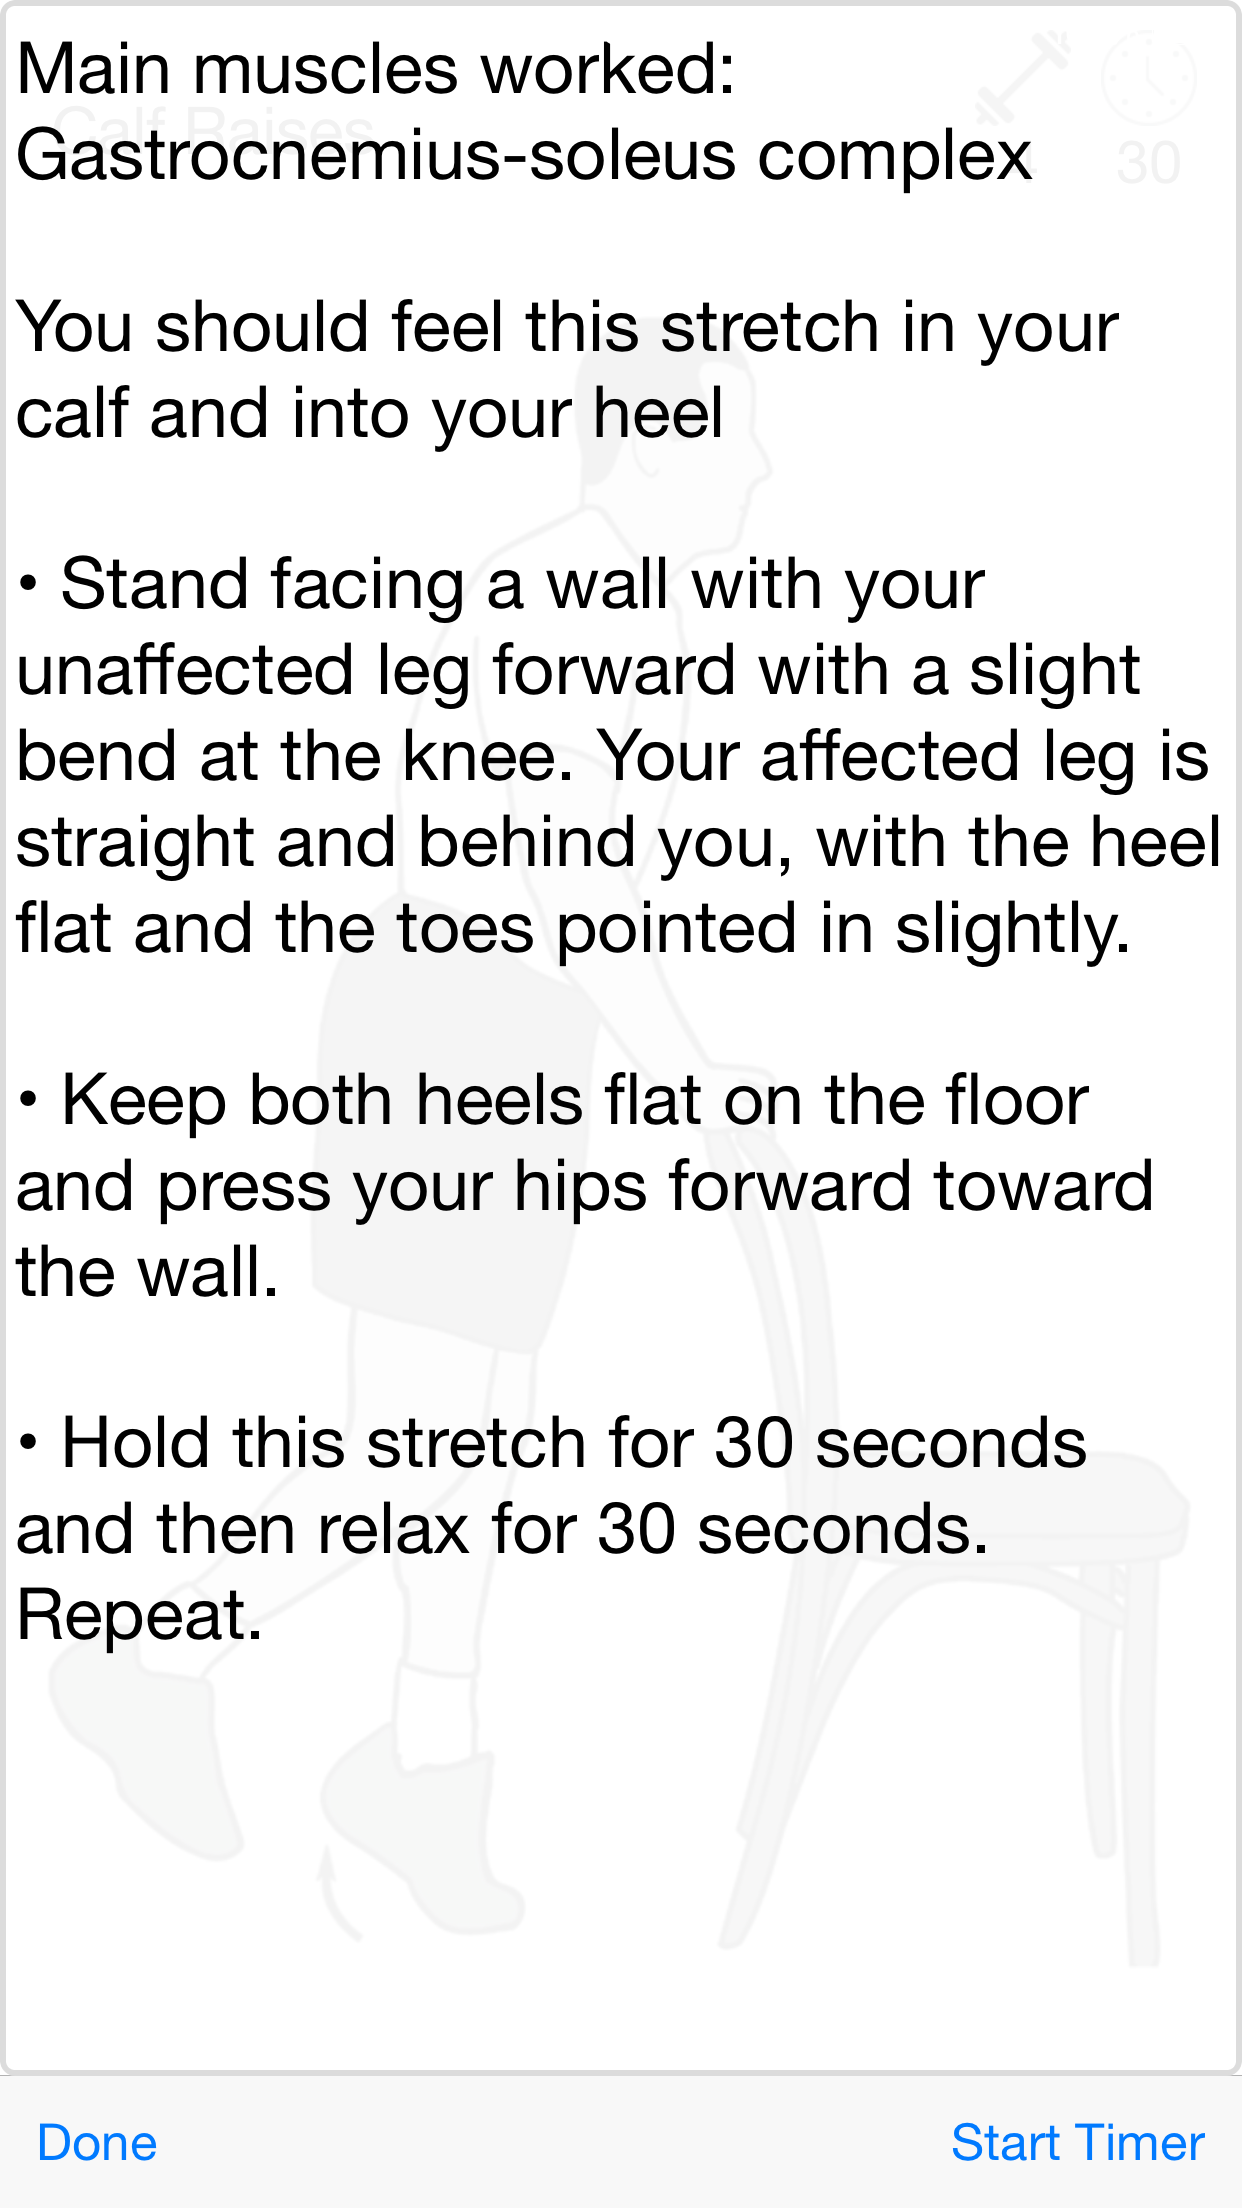 Main muscles worked:
Calf Raises
Gastrocnemius-soleus complex
30
You should feel this stretch in your
calf and into your heel
• Stand facing a wall with your
unaffected leg forward with a slight
bend at the knee. Your affected leg is
straight and behind you, with the heel
flat and the toes pointed in slightly.
• Keep both heels flat on the floor
and press your hips forward toward
the wall.
• Hold this stretch for 30 seconds
and then relax for 30 seconds.
Repeat.
Done
Start Timer